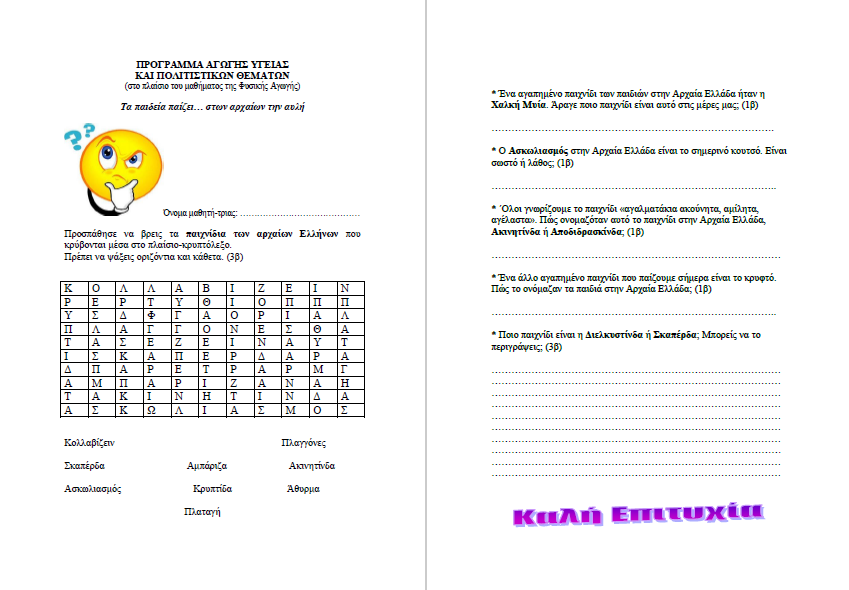 ΠΡΟΓΡΑΜΜΑ ΑΓΩΓΗΣ ΥΓΕΙΑΣ
ΚΑΙ ΠΟΛΙΤΙΣΤΙΚΩΝ ΘΕΜΑΤΩΝ
(στο πλαίσιο του μαθήματος της Φυσικής Αγωγής)
Τα παιδεία παίζει… στων αρχαίων την αυλή
? ?
Όνομα μαθητή-τριας: ……………………………………
Προσπάθησε να βρεις τα παιχνίδια των αρχαίων Ελλήνων που
κρύβονται μέσα στο πλαίσιο-κρυπτόλεξο.
Πρέπει να ψάξεις οριζόντια και κάθετα. (3β)
Κ Ο Λ Λ Α Β Ι Ζ Ε Ι Ν
Ρ Ε Ρ Τ Υ Θ Ι Ο Π Π Π
Υ Σ Δ Φ Γ Α Ο Ρ Ι Α Λ
Π Λ Α Γ Γ Ο Ν Ε Σ Θ Α
Τ Α Σ Ε Ζ Ε Ι Ν Α Υ Τ
Ι Σ Κ Α Π Ε Ρ Δ Α Ρ Α
Δ Π Α Ρ Ε Τ Ρ Α Ρ Μ Γ
Α Μ Π Α Ρ Ι Ζ Α Ν Α Η
Τ Α Κ Ι Ν Η Τ Ι Ν Δ Α
Α Σ Κ Ω Λ Ι Α Σ Μ Ο Σ
Κολλαβίζειν Πλαγγόνες
Σκαπέρδα Αμπάριζα Ακινητίνδα
Ασκωλιασμός Κρυπτίδα Άθυρμα
Πλαταγή
* Ένα αγαπημένο παιχνίδι των παιδιών στην Αρχαία Ελλάδα ήταν η
Χαλκή Μυία. Άραγε ποιο παιχνίδι είναι αυτό στις μέρες μας; (1β)
……………………………………………………………………………
* Ο Ασκωλιασμός στην Αρχαία Ελλάδα είναι το σημερινό κουτσό. Είναι
σωστό ή λάθος; (1β)
……………………………………………………………………………
* ΄Ολοι γνωρίζουμε το παιχνίδι «αγαλματάκια ακούνητα, αμίλητα,
αγέλαστα». Πώς ονομαζόταν αυτό το παιχνίδι στην Αρχαία Ελλάδα,
Ακινητίνδα ή Αποδιδρασκίνδα; (1β)
……………………………………………………………………………
* Ένα άλλο αγαπημένο παιχνίδι που παίζουμε σήμερα είναι το κρυφτό.
Πώς το ονόμαζαν τα παιδιά στην Αρχαία Ελλάδα; (1β)
……………………………………………………………………………
* Ποιο παιχνίδι είναι η Διελκυστίνδα ή Σκαπέρδα; Μπορείς να το
περιγράψεις; (3β)
……………………………………………………………………………
……………………………………………………………………………
……………………………………………………………………………
……………………………………………………………………………
……………………………………………………………………………
……………………………………………………………………………
……………………………………………………………………………
……………………………………………………………………………
……………………………………………………………………………
……………………………………………………………………………
Καλή Επιτυχία